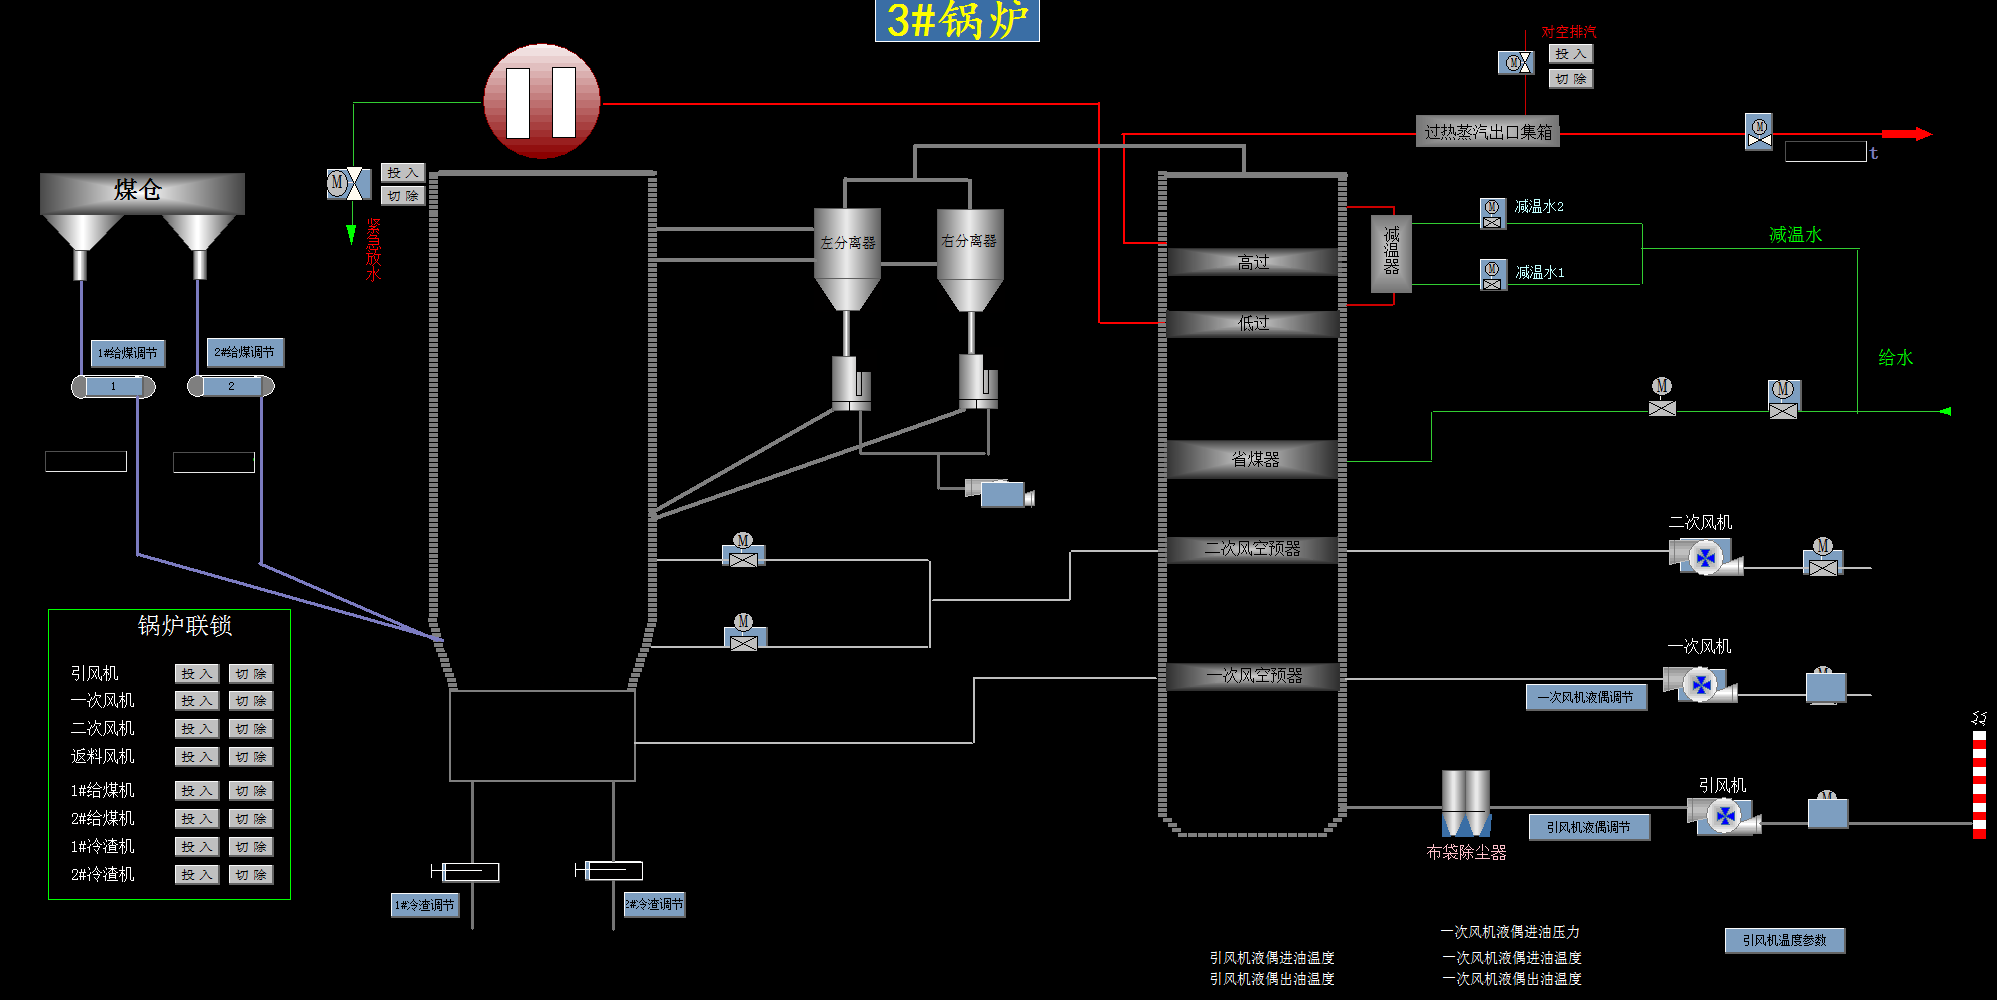 3#锅炉
对空排汽
投入
切除
M
过热蒸汽出口集箱
M
t
煤仓
M
投入
切除
紧急放水
左分离器
右分离器
减温器
M
减温水2
减温水
M
减温水1
高过
低过
1#给煤调节
2#给煤调节
1
2
给水
M
M
省煤器
二次风机
M
二次风空预器
M
M
一次风机
一次风空预器
一次风机液偶调节
M
锅炉联锁
引风机 投入 切除
一次风机 投入 切除
二次风机 投入 切除
返料风机 投入 切除
1#给煤机 投入 切除
2#给煤机 投入 切除
1#冷渣机 投入 切除
2#冷渣机 投入 切除
引风机
M
引风机液偶调节
布袋除尘器
1#冷渣调节
2#冷渣调节
一次风机液偶进油压力
引风机温度参数
引风机液偶进油温度
一次风机液偶进油温度
引风机液偶出油温度
一次风机液偶出油温度